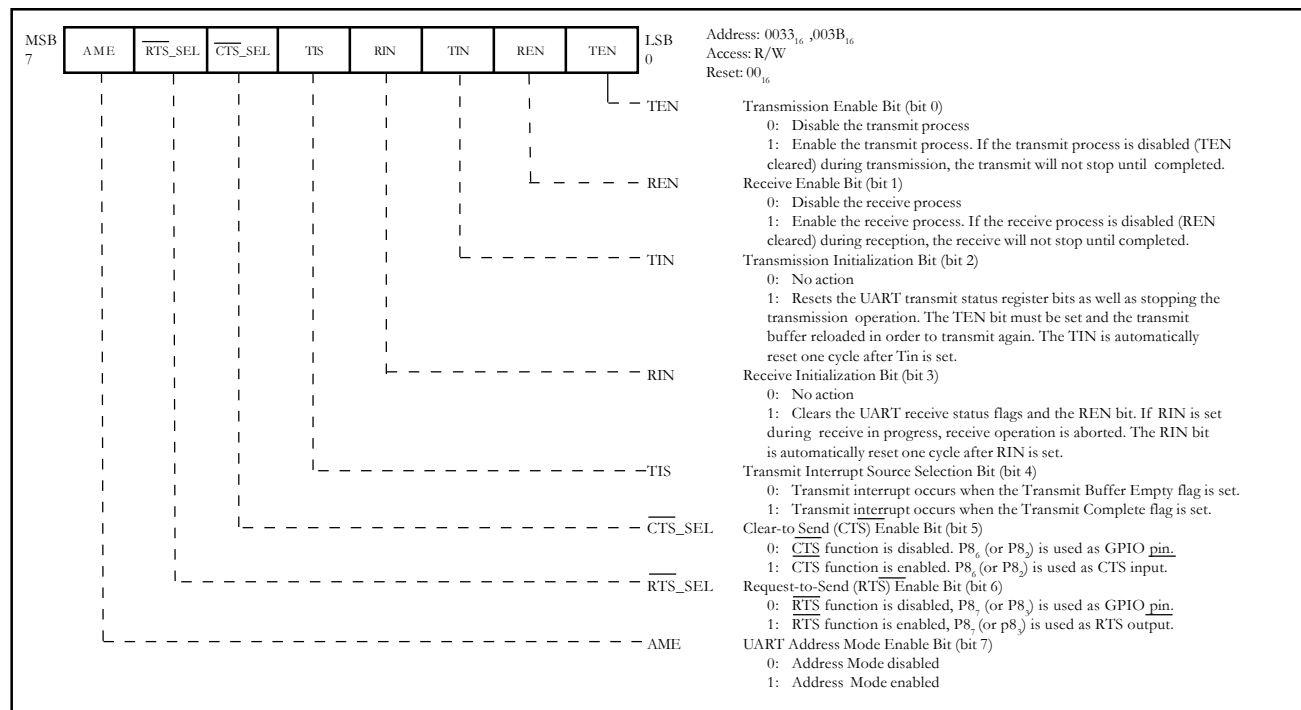 MSB
7
AME
RTS_SEL
CTS_SEL
TIS
RIN
TIN
REN
TEN
LSB
0
Address: 0033₁₆ ,003B₁₆
Access: R/W
Reset: 00₁₆
TEN Transmission Enable Bit (bit 0)
0: Disable the transmit process
1: Enable the transmit process. If the transmit process is disabled (TEN
cleared) during transmission, the transmit will not stop until completed.
REN Receive Enable Bit (bit 1)
0: Disable the receive process
1: Enable the receive process. If the receive process is disabled (REN
cleared) during reception, the receive will not stop until completed.
TIN Transmission Initialization Bit (bit 2)
0: No action
1: Resets the UART transmit status register bits as well as stopping the
transmission operation. The TEN bit must be set and the transmit
buffer reloaded in order to transmit again. The TIN is automatically
reset one cycle after Tin is set.
RIN Receive Initialization Bit (bit 3)
0: No action
1: Clears the UART receive status flags and the REN bit. If RIN is set
during receive in progress, receive operation is aborted. The RIN bit
is automatically reset one cycle after RIN is set.
TIS Transmit Interrupt Source Selection Bit (bit 4)
0: Transmit interrupt occurs when the Transmit Buffer Empty flag is set.
1: Transmit interrupt occurs when the Transmit Complete flag is set.
CTS_SEL Clear-to Send (CTS) Enable Bit (bit 5)
0: CTS function is disabled. P8₆ (or P8₂) is used as GPIO pin.
1: CTS function is enabled. P8₆ (or P8₂) is used as CTS input.
RTS_SEL Request-to-Send (RTS) Enable Bit (bit 6)
0: RTS function is disabled, P8₇ (or P8₃) is used as GPIO pin.
1: RTS function is enabled, P8₇ (or p8₃) is used as RTS output.
AME UART Address Mode Enable Bit (bit 7)
0: Address Mode disabled
1: Address Mode enabled